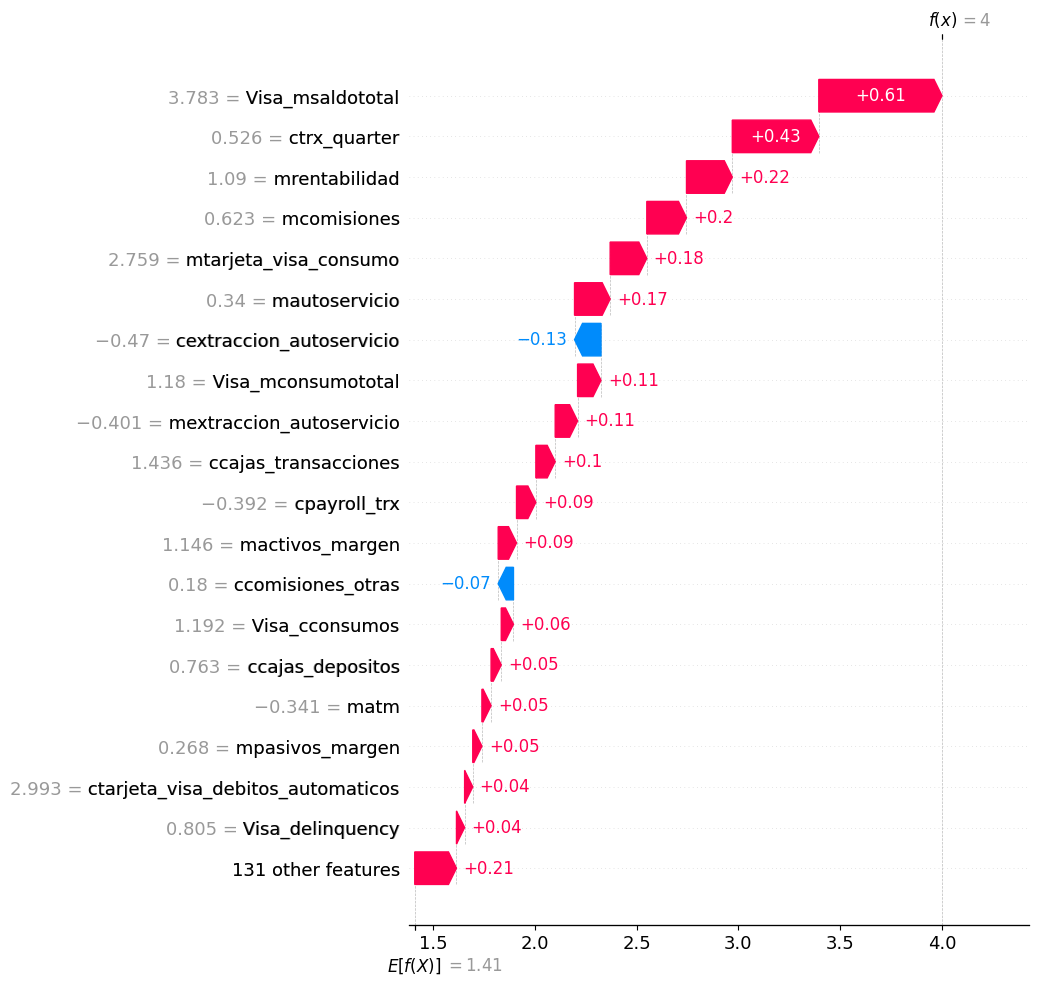 f(x) = 4
3.783 = Visa_msaldototal +0.61
0.526 = ctrx_quarter +0.43
1.09 = mrentabilidad +0.22
0.623 = mcomisiones +0.2
2.759 = mtarjeta_visa_consumo +0.18
0.34 = mautoservicio +0.17
−0.47 = cextraccion_autoservicio −0.13
1.18 = Visa_mconsumototal +0.11
−0.401 = mextraccion_autoservicio +0.11
1.436 = ccajas_transacciones +0.1
−0.392 = cpayroll_trx +0.09
1.146 = mactivos_margen +0.09
0.18 = ccomisiones_otras −0.07
1.192 = Visa_cconsumos +0.06
0.763 = ccajas_depositos +0.05
−0.341 = matm +0.05
0.268 = mpasivos_margen +0.05
2.993 = ctarjeta_visa_debitos_automaticos +0.04
0.805 = Visa_delinquency +0.04
131 other features +0.21
1.5 2.0 2.5 3.0 3.5 4.0
E[f(X)] = 1.41